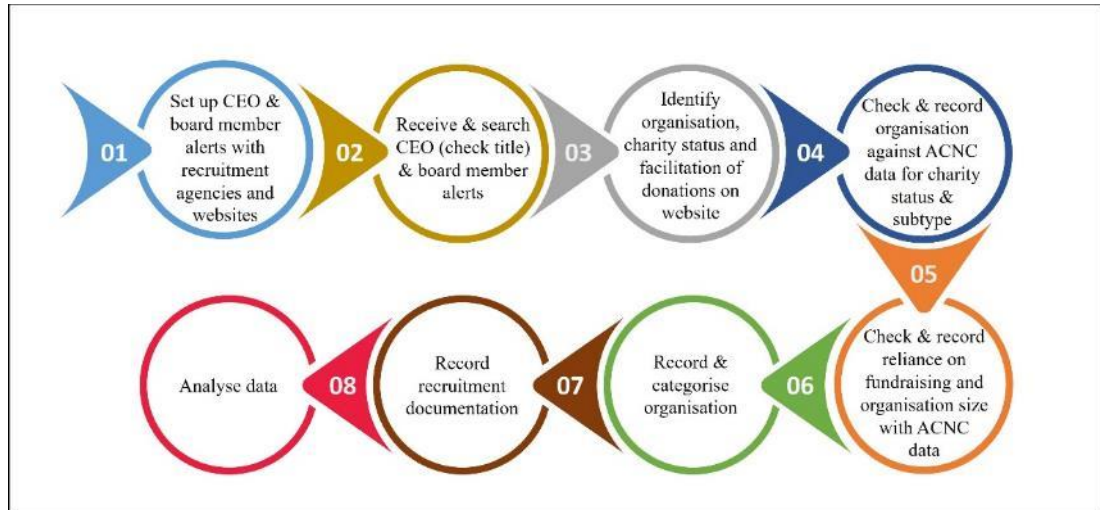 01
Set up CEO &
board member
alerts with
recruitment
agencies and
websites
02
Receive & search
CEO (check title)
& board member
alerts
03
Identify
organisation,
charity status and
facilitation of
donations on
website
04
Check & record
organisation
against ACNC
data for charity
status &
subtype
05
Check & record
reliance on
fundraising and
organisation size
with ACNC
data
06
Record &
categorise
organisation
07
Record
recruitment
documentation
08
Analyse data